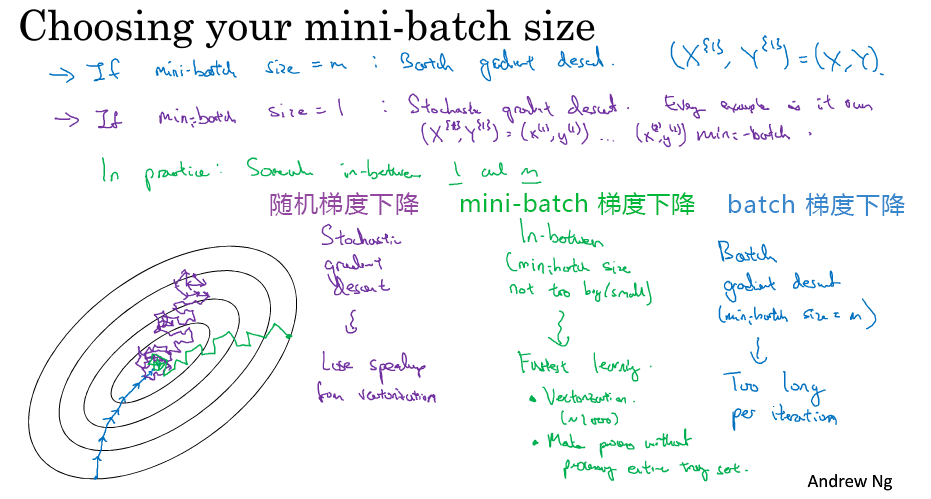 Choosing your mini-batch size
→ If mini-batch size = m : Batch gradient descent. (X^{1}, Y^{1}) = (X, Y).
→ If mini-batch size = 1 : Stochastic gradient descent. Every example is it own
(X^{1}, Y^{1}) = (x^(1), y^(1)) ... mini-batch.
In practice: Somewhere in-between 1 and m
随机梯度下降 mini-batch 梯度下降 batch 梯度下降
Stochastic
gradient
descent
Lose speedup
from vectorization
In-between
(mini-batch size
not too big/small)
Fastest learning.
• Vectorization.
(~1000)
• Make progress without
processing entire training set.
Batch
gradient descent
(mini-batch size = m)
Too long
per iteration
Andrew Ng